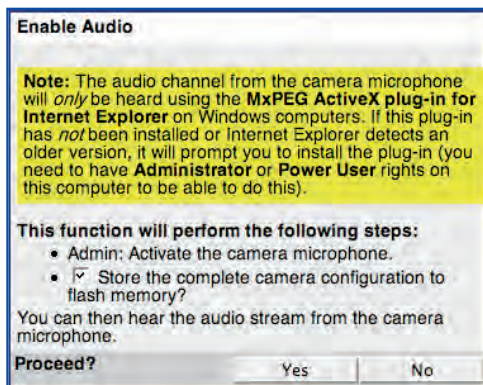 Enable Audio
Note: The audio channel from the camera microphone
will only be heard using the MxPEG ActiveX plug-in for
Internet Explorer on Windows computers. If this plug-in
has not been installed or Internet Explorer detects an
older version, it will prompt you to install the plug-in (you
need to have Administrator or Power User rights on
this computer to be able to do this).
This function will perform the following steps:
• Admin: Activate the camera microphone.
• Store the complete camera configuration to
flash memory?
You can then hear the audio stream from the camera
microphone.
Proceed? Yes No